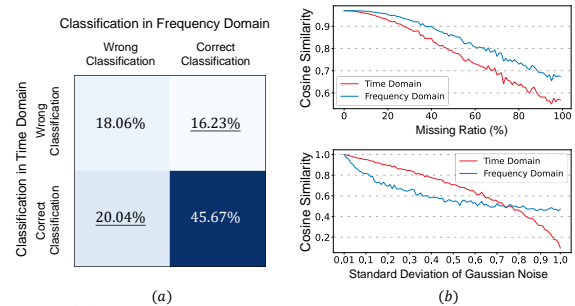 Classification in Frequency Domain
Wrong
Classification
Correct
Classification
Classification in Time Domain
Wrong
Classification
Correct
Classification
18.06%
16.23%
20.04%
45.67%
(a)
(b)
Cosine Similarity
0.9
0.8
0.7
0.6
Time Domain
Frequency Domain
0 20 40 60 80 100
Missing Ratio (%)
Cosine Similarity
1.0
0.8
0.6
0.4
0.2
Time Domain
Frequency Domain
0.01 0.1 0.2 0.3 0.4 0.5 0.6 0.7 0.8 0.9 1.0
Standard Deviation of Gaussian Noise
(a)
(b)